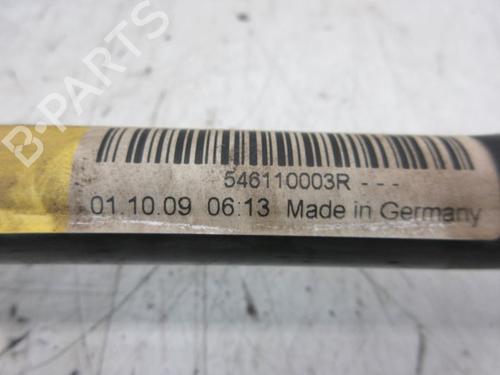 B-PARTS
546110003R - - -
01.10.09 06:13 Made in Germany